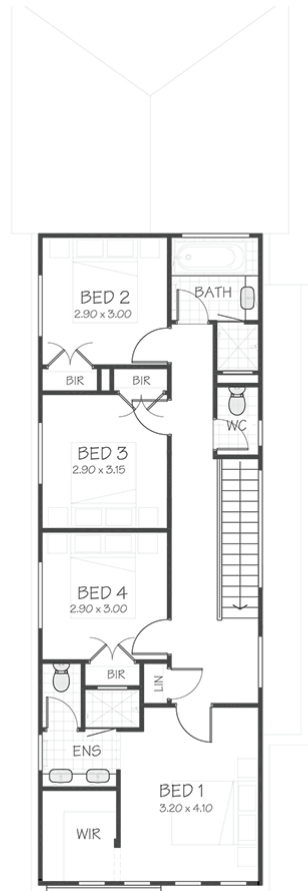 BED 2
2.90 x 3.00
BATH
BIR
BIR
WC
BED 3
2.90 x 3.15
BED 4
2.90 x 3.00
BIR
LIN
ENS
BED 1
3.20 x 4.10
WIR